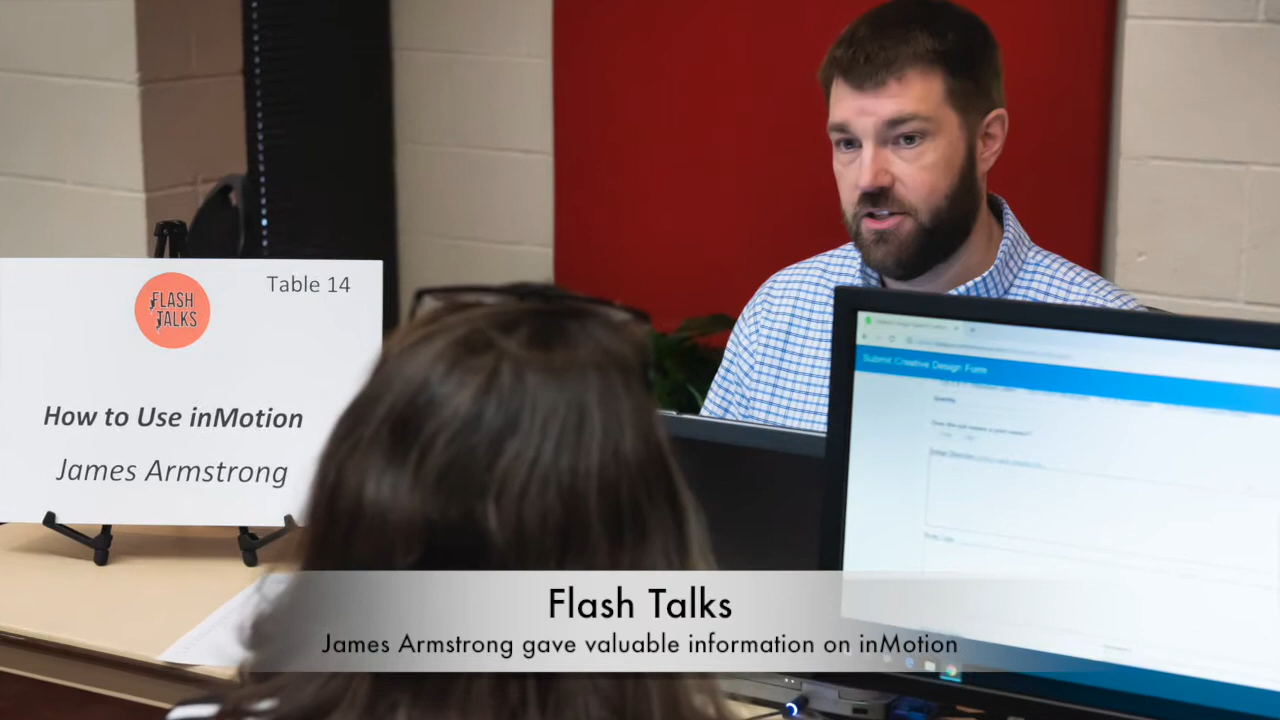 Table 14
FLASH
TALKS
How to Use inMotion
James Armstrong
Submit Creative Design Form
Flash Talks
James Armstrong gave valuable information on inMotion